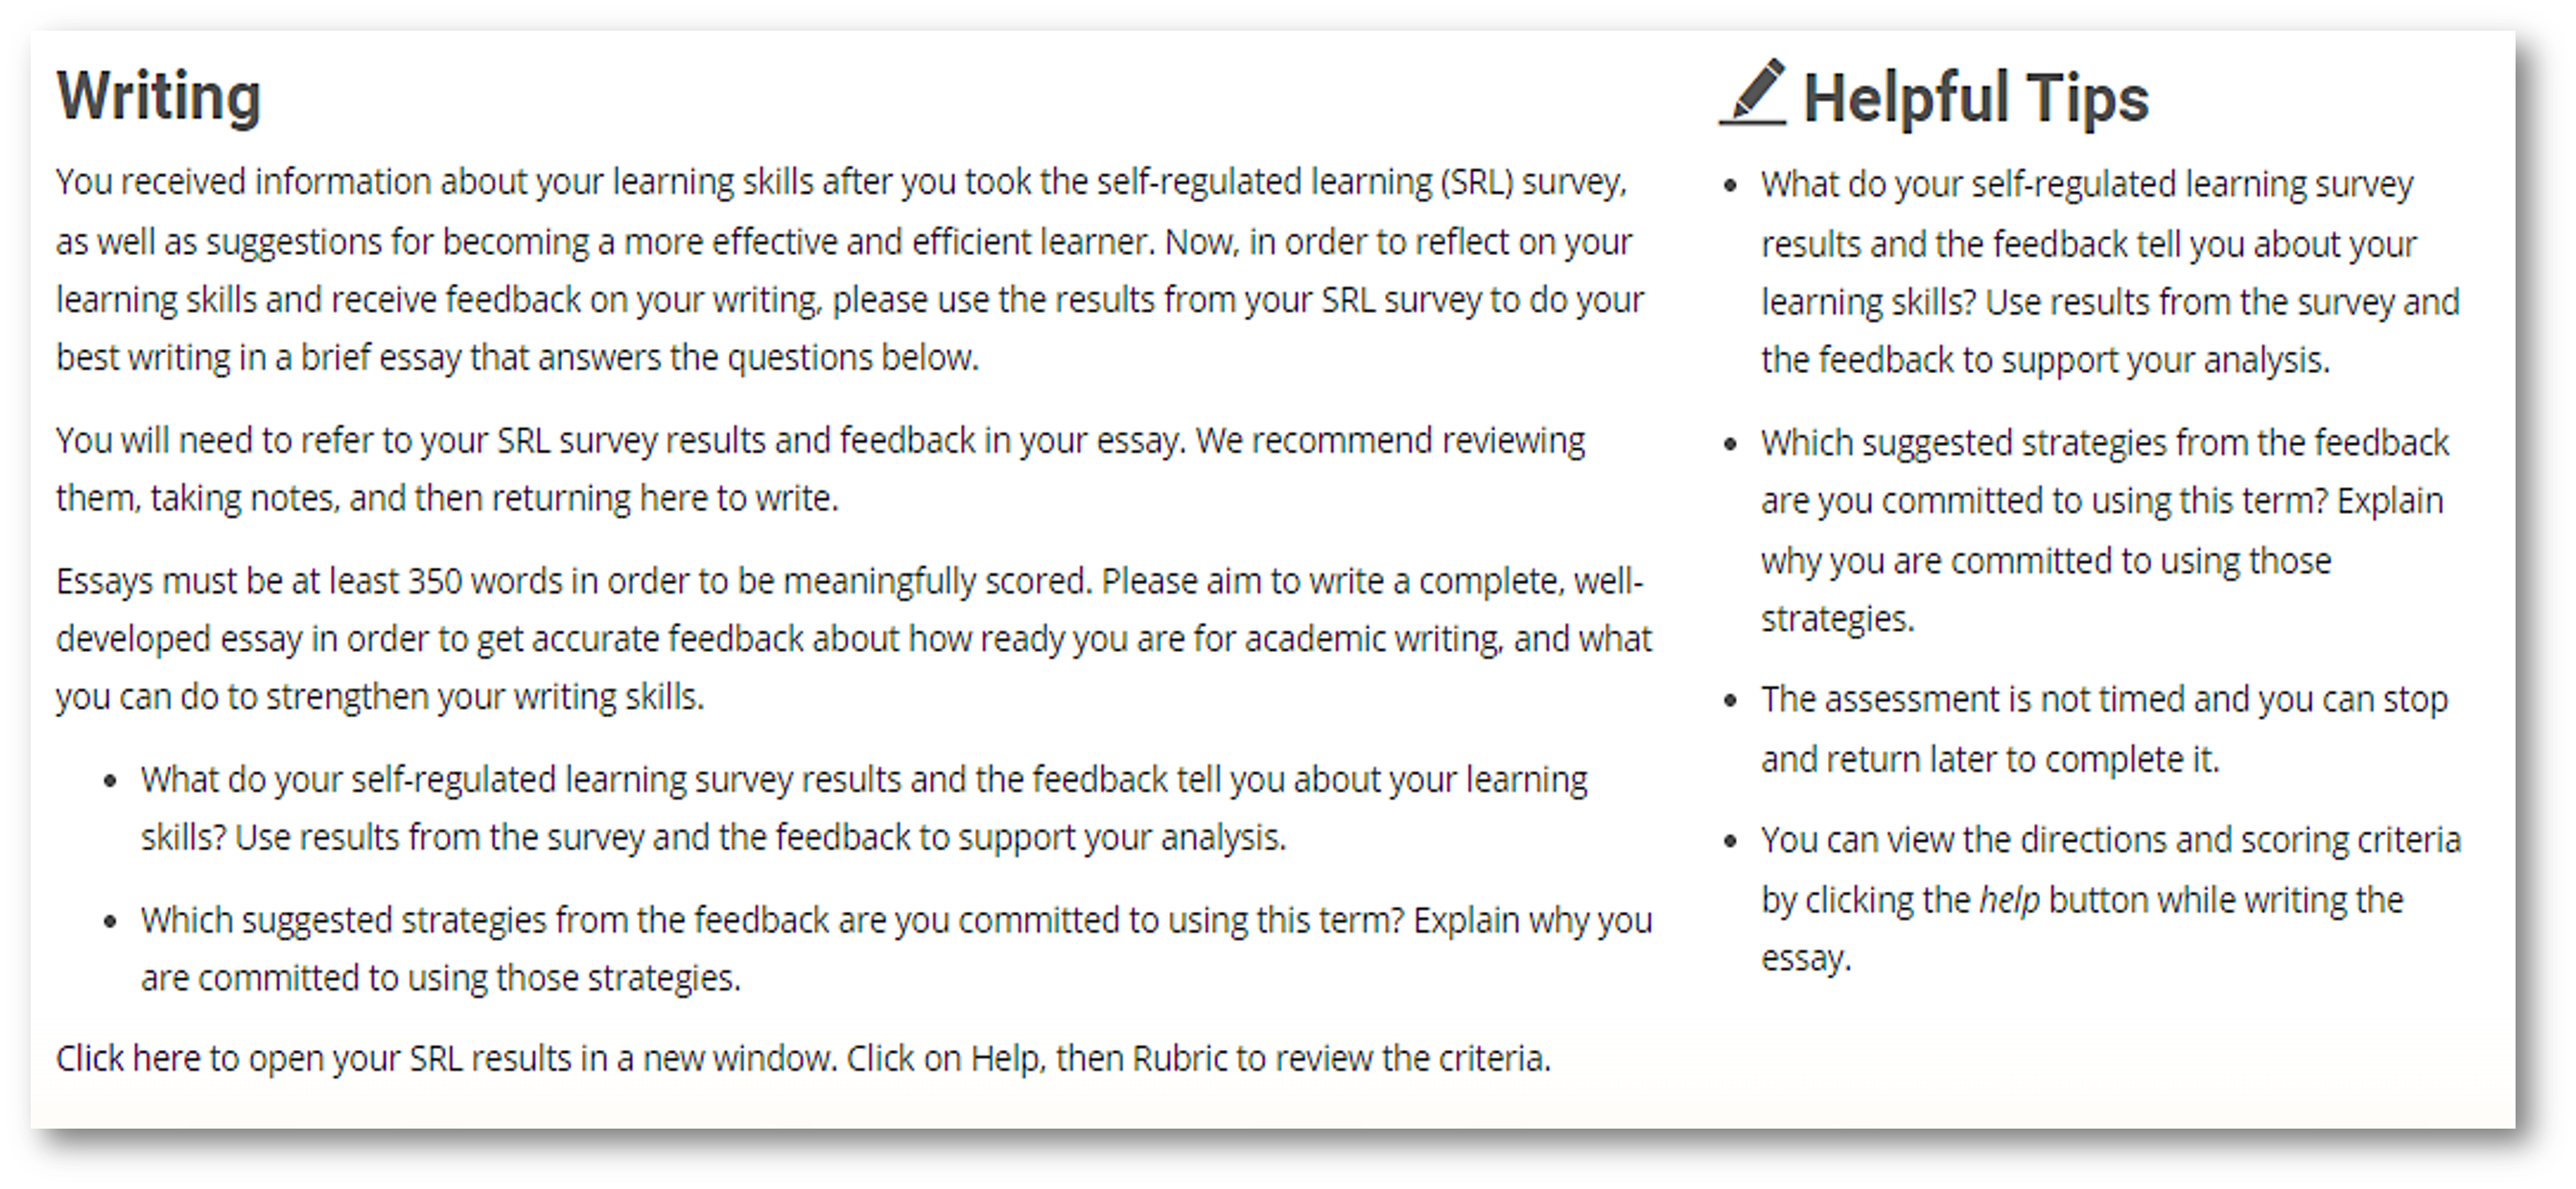 Writing
You received information about your learning skills after you took the self-regulated learning (SRL) survey,
as well as suggestions for becoming a more effective and efficient learner. Now, in order to reflect on your
learning skills and receive feedback on your writing, please use the results from your SRL survey to do your
best writing in a brief essay that answers the questions below.
You will need to refer to your SRL survey results and feedback in your essay. We recommend reviewing
them, taking notes, and then returning here to write.
Essays must be at least 350 words in order to be meaningfully scored. Please aim to write a complete, well-
developed essay in order to get accurate feedback about how ready you are for academic writing, and what
you can do to strengthen your writing skills.
• What do your self-regulated learning survey results and the feedback tell you about your learning
skills? Use results from the survey and the feedback to support your analysis.
• Which suggested strategies from the feedback are you committed to using this term? Explain why you
are committed to using those strategies.
Click here to open your SRL results in a new window. Click on Help, then Rubric to review the criteria.
Helpful Tips
• What do your self-regulated learning survey
results and the feedback tell you about your
learning skills? Use results from the survey and
the feedback to support your analysis.
• Which suggested strategies from the feedback
are you committed to using this term? Explain
why you are committed to using those
strategies.
• The assessment is not timed and you can stop
and return later to complete it.
• You can view the directions and scoring criteria
by clicking the help button while writing the
essay.